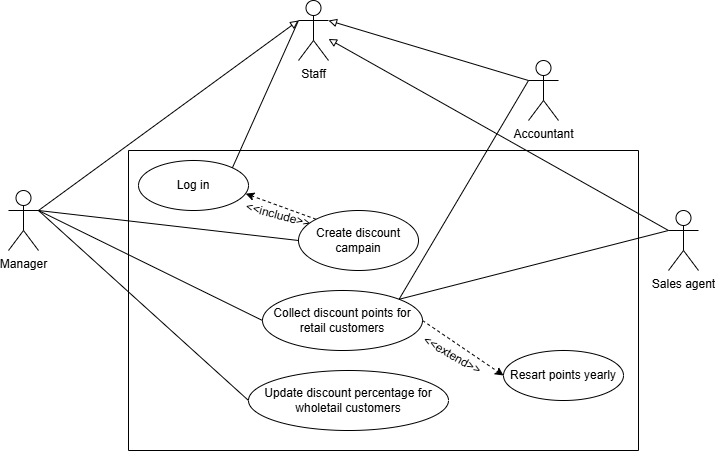 Staff
Accountant
Log in
<<include>>
Create discount
campain
Manager
Sales agent
Collect discount points for
retail customers
<<extend>>
Resart points yearly
Update discount percentage for
wholetail customers